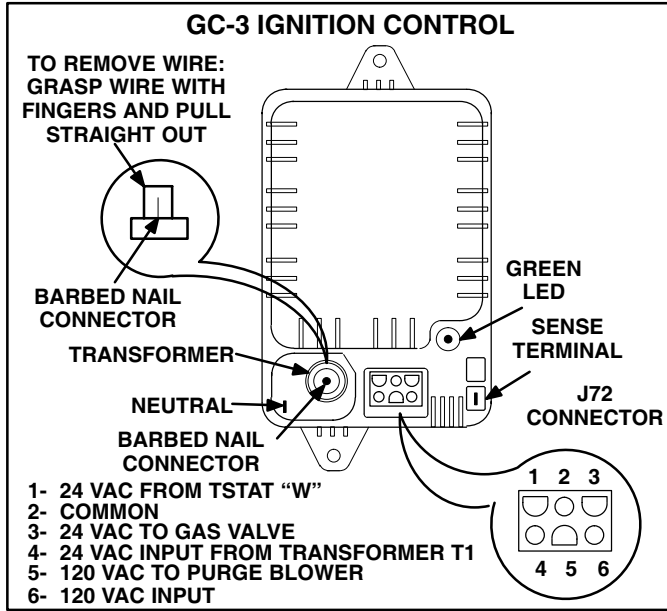 GC-3 IGNITION CONTROL
TO REMOVE WIRE:
GRASP WIRE WITH
FINGERS AND PULL
STRAIGHT OUT
BARBED NAIL
CONNECTOR
TRANSFORMER
NEUTRAL
BARBED NAIL
CONNECTOR
GREEN
LED
SENSE
TERMINAL
J72
CONNECTOR
1 2 3
4 5 6
1- 24 VAC FROM TSTAT “W”
2- COMMON
3- 24 VAC TO GAS VALVE
4- 24 VAC INPUT FROM TRANSFORMER T1
5- 120 VAC TO PURGE BLOWER
6- 120 VAC INPUT